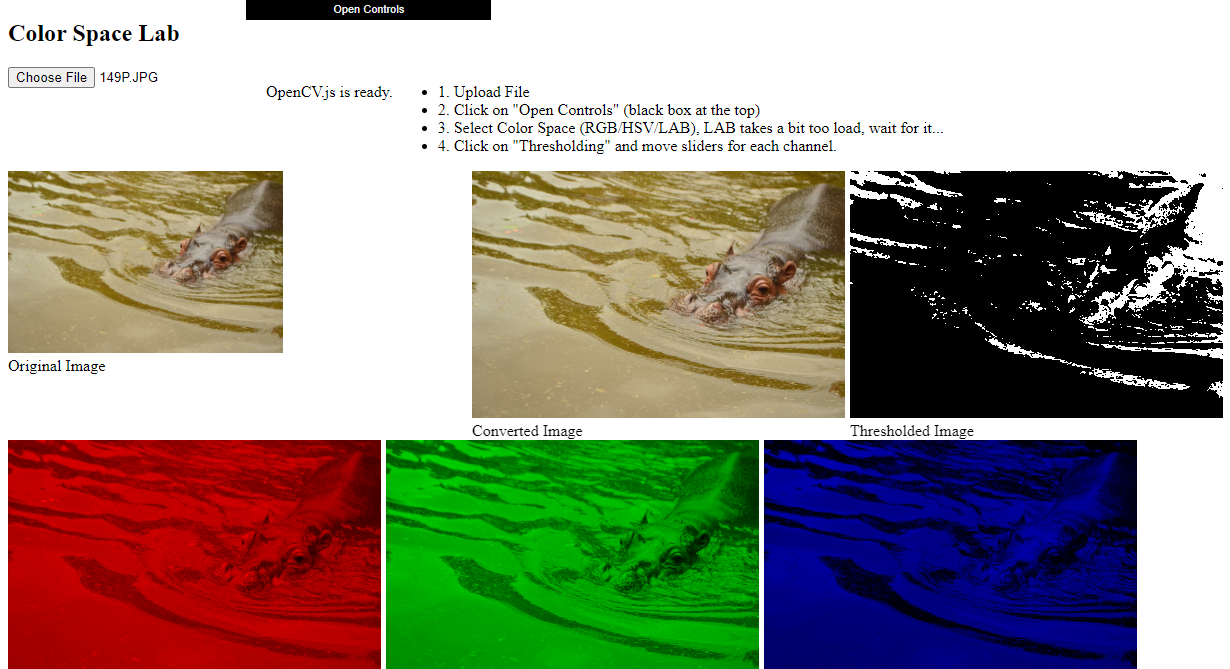 Open Controls
Color Space Lab
Choose File 149P.JPG
OpenCV.js is ready.
1. Upload File
2. Click on "Open Controls" (black box at the top)
3. Select Color Space (RGB/HSV/LAB), LAB takes a bit too load, wait for it...
4. Click on "Thresholding" and move sliders for each channel.
Original Image
Converted Image
Thresholded Image